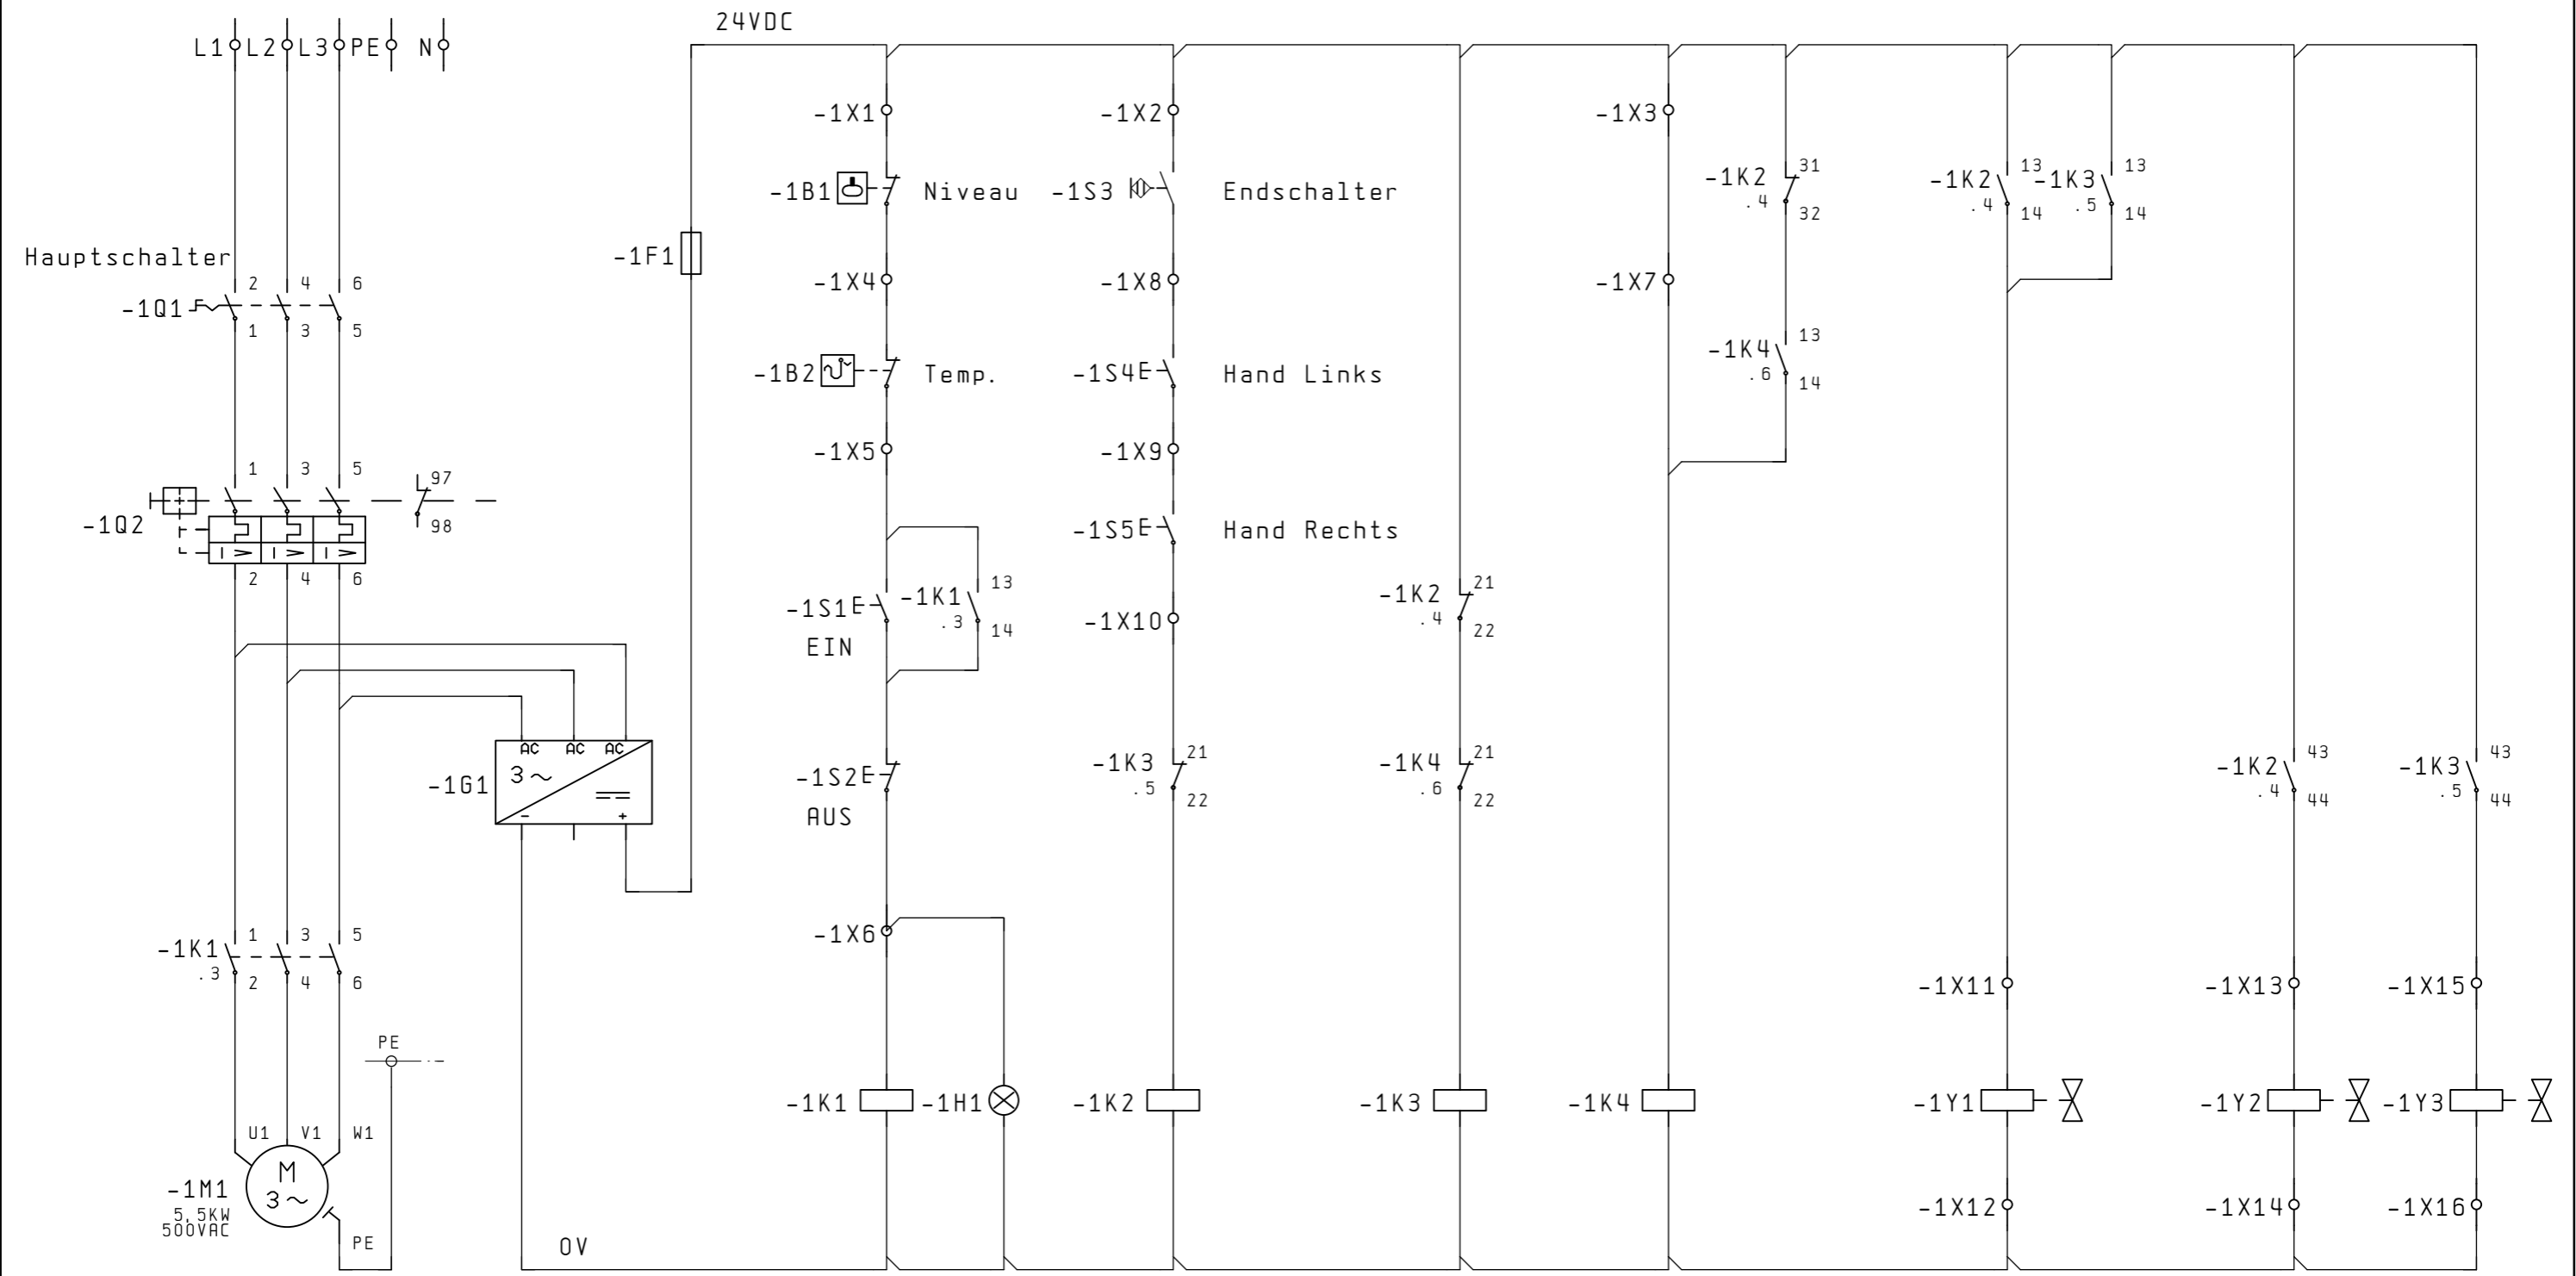 24VDC
L1 L2 L3 PE N
-1X1 -1X2 -1X3
-1B1 Niveau -1S3 Endschalter
-1K2 31
.4 32
-1K2 13 -1K3 13
.4 14 .5 14
Hauptschalter
-1F1
-1X4 -1X8 -1X7
2 4 6
-1Q1
1 3 5
-1K4 13
.6 14
-1B2 Temp. -1S4 Hand Links
-1X5 -1X9
1 3 5 97
-1Q2 98
I > I > I >
2 4 6
-1S5 Hand Rechts
-1S1 -1K1 13
EIN .3 14
-1X10
-1K2 21
.4 22
AC AC AC
3~
-1G1
- +
-1S2
AUS
-1K3 21
.5 22
-1K4 21
.6 22
-1K2 43
.4 44
-1K3 43
.5 44
-1X6
-1K1 1 3 5
.3 2 4 6
-1X11 -1X13 -1X15
PE
-1K1 -1H1 -1K2 -1K3 -1K4 -1Y1 -1Y2 -1Y3
U1 V1 W1
M
3~
-1M1
5,5KW
500VAC
PE
-1X12 -1X14 -1X16
0V